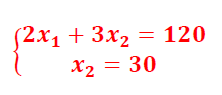 2x₁ + 3x₂ = 120
x₂ = 30